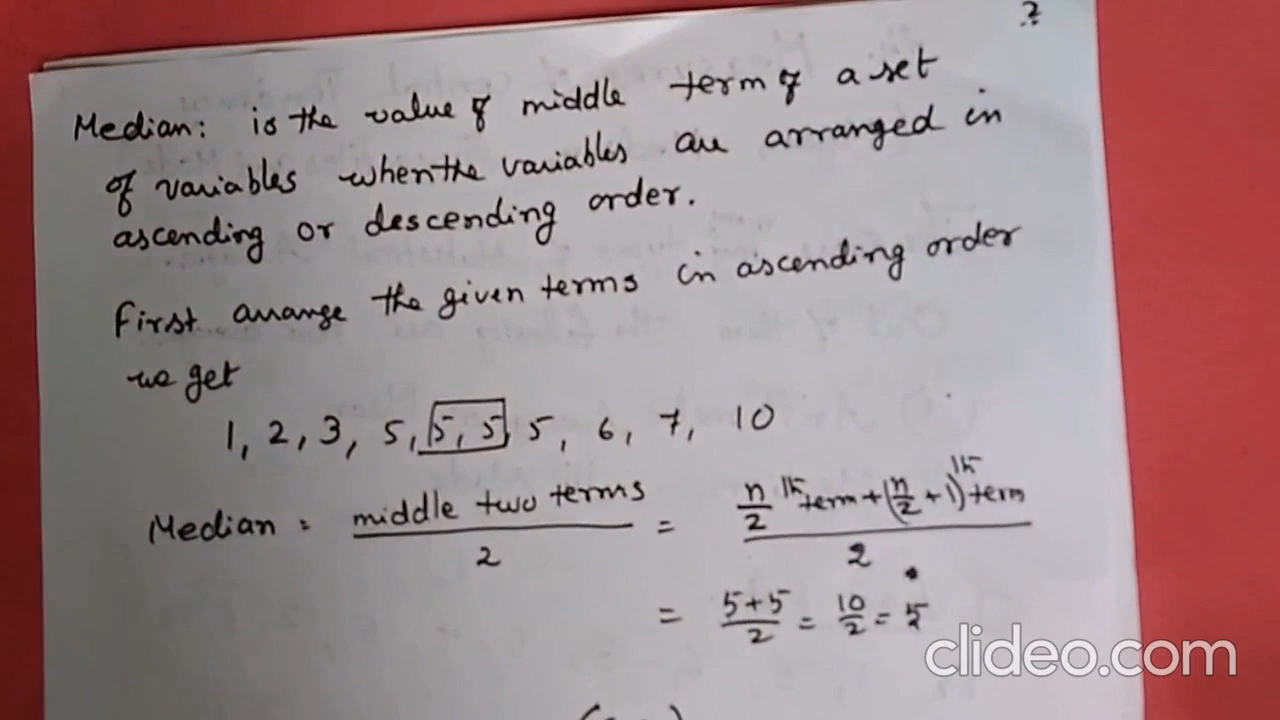 2
Median: is the value of middle term of a set
of variables when the variables are arranged in
ascending or descending order.
First arrange the given terms in ascending order
we get
1, 2, 3, 5, 5, 5, 5, 6, 7, 10
Median = middle two terms / 2 = n/2 th term + (n/2 + 1) th term / 2
= 5+5/2 = 10/2 = 5
clideo.com